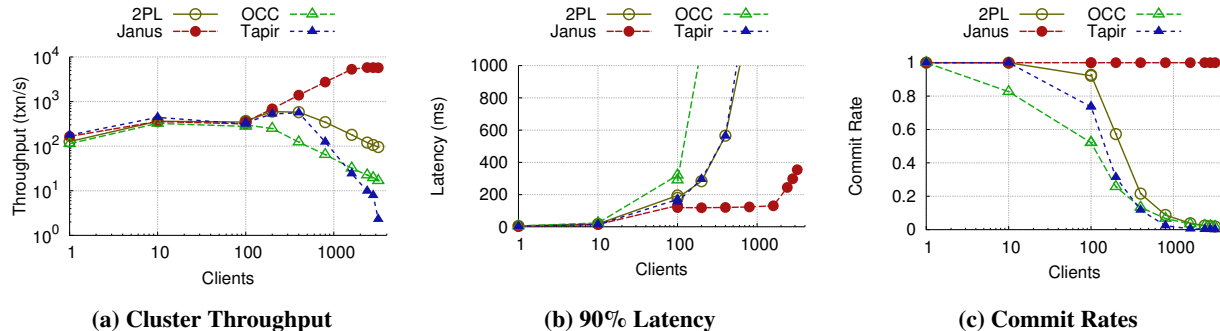 2PL OCC
Janus Tapir
10^4
10^3
10^2
10^1
10^0
Throughput (txn/s)
1 10 100 1000
Clients
(a) Cluster Throughput
2PL OCC
Janus Tapir
1000
800
600
400
200
0
Latency (ms)
1 10 100 1000
Clients
(b) 90% Latency
2PL OCC
Janus Tapir
1
0.8
0.6
0.4
0.2
0
Commit Rate
1 10 100 1000
Clients
(c) Commit Rates